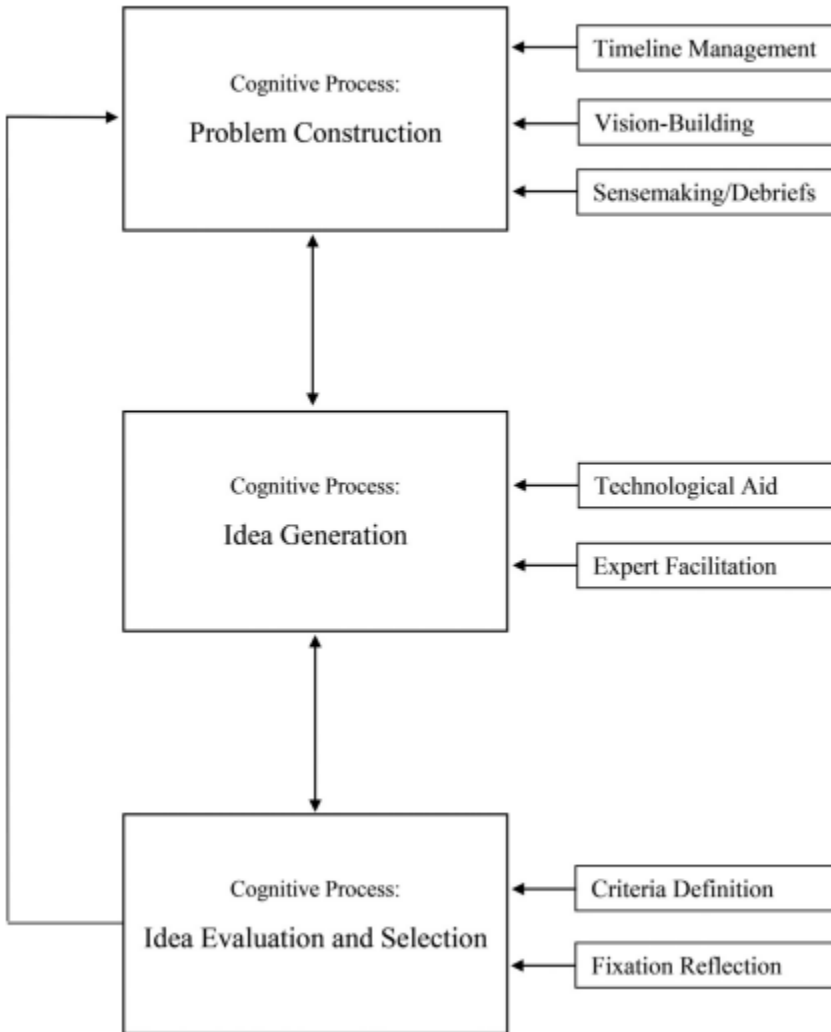 Cognitive Process:
Problem Construction
Timeline Management
Vision-Building
Sensemaking/Debriefs
Cognitive Process:
Idea Generation
Technological Aid
Expert Facilitation
Cognitive Process:
Idea Evaluation and Selection
Criteria Definition
Fixation Reflection